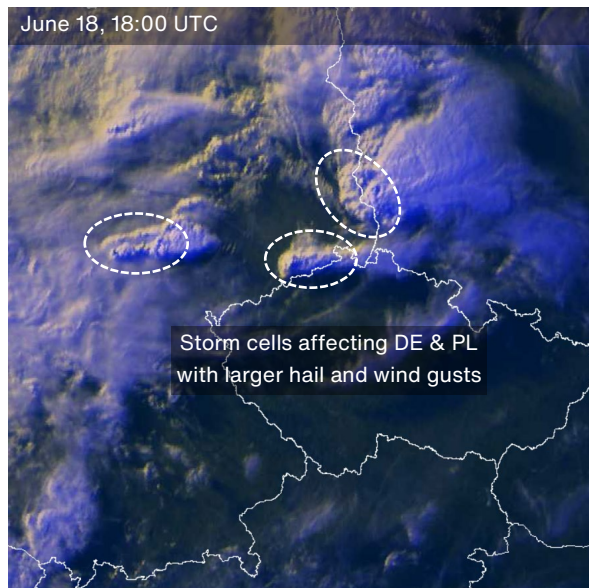 June 18, 18:00 UTC
Storm cells affecting DE & PL
with larger hail and wind gusts